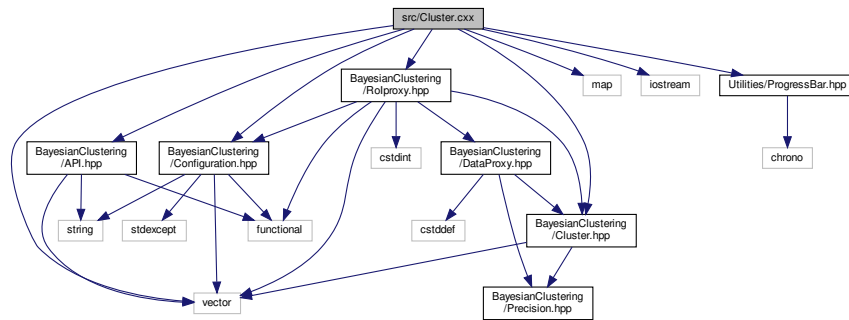 src/Cluster.cxx
BayesianClustering
/RoIproxy.hpp
map
iostream
Utilities/ProgressBar.hpp
BayesianClustering
/API.hpp
BayesianClustering
/Configuration.hpp
cstdint
BayesianClustering
/DataProxy.hpp
chrono
string
stdexcept
functional
cstddef
BayesianClustering
/Cluster.hpp
vector
BayesianClustering
/Precision.hpp